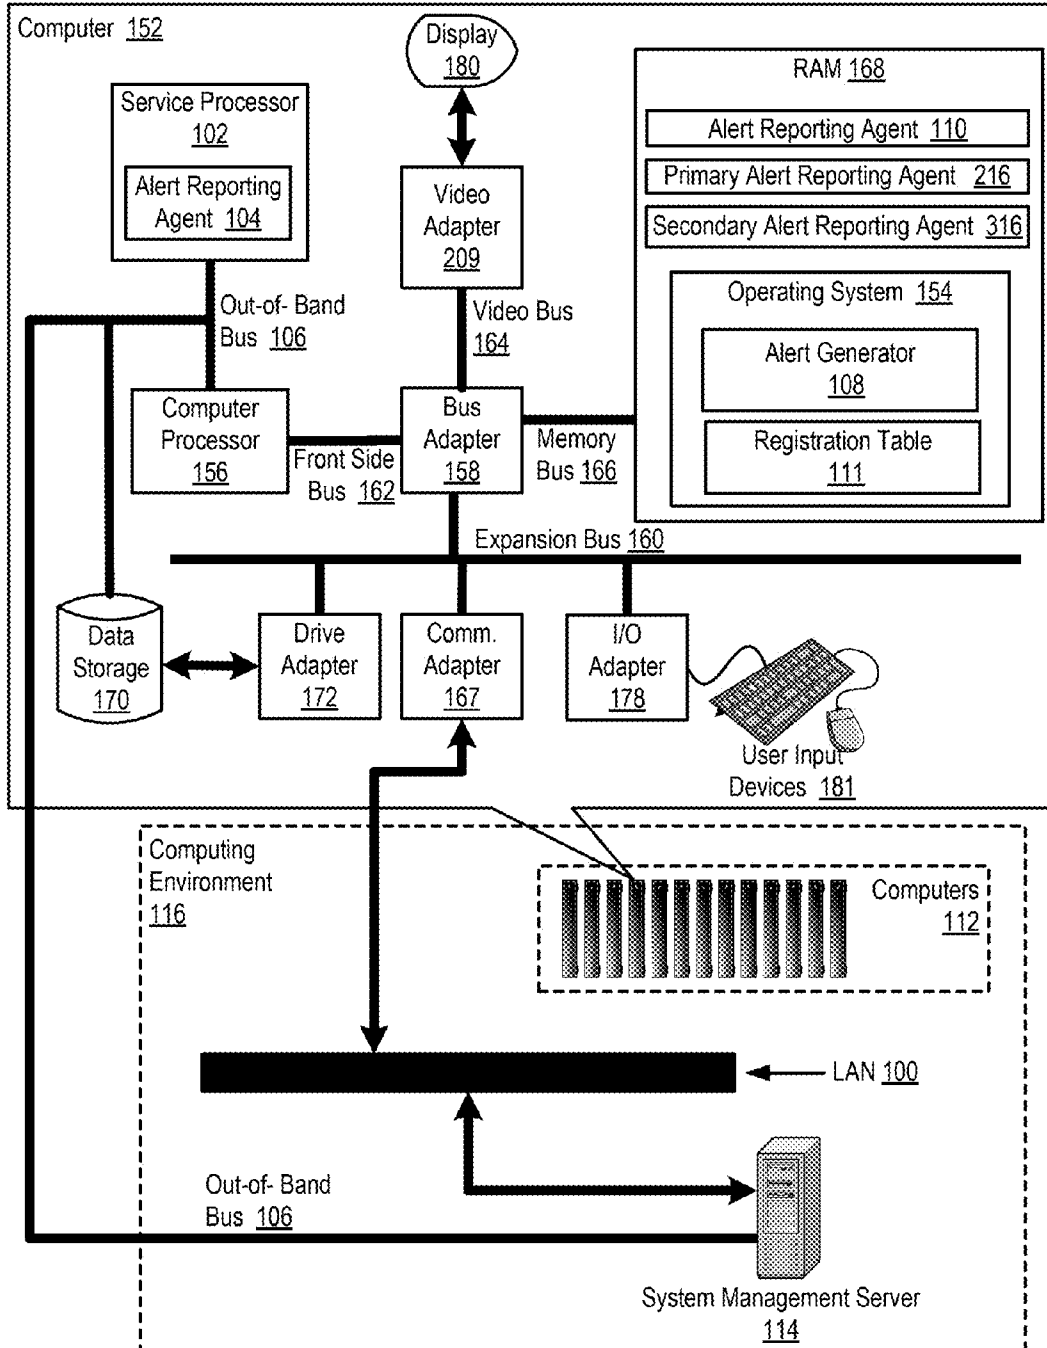 Computer 152
Display
180
RAM 168
Service Processor
102
Alert Reporting
Agent 104
Alert Reporting Agent 110
Primary Alert Reporting Agent 216
Secondary Alert Reporting Agent 316
Video
Adapter
209
Operating System 154
Alert Generator
108
Registration Table
111
Out-of- Band
Bus 106
Video Bus
164
Computer
Processor
156
Front Side
Bus 162
Bus
Adapter
158
Memory
Bus 166
Expansion Bus 160
Data
Storage
170
Drive
Adapter
172
Comm.
Adapter
167
I/O
Adapter
178
User Input
Devices 181
Computing
Environment
116
Computers
112
LAN 100
Out-of- Band
Bus 106
System Management Server
114